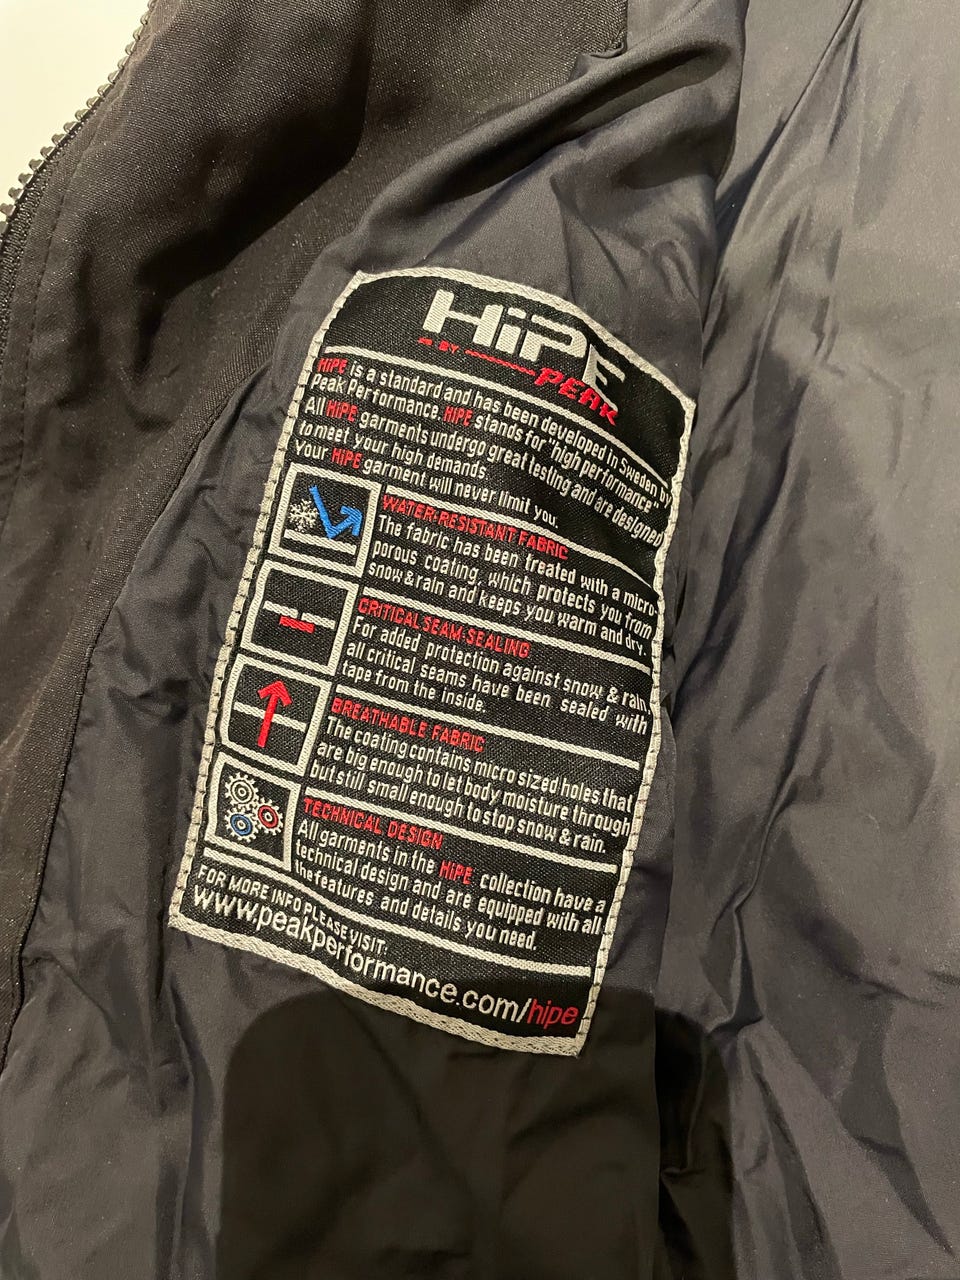 HiPE
BY
PEAK
HiPE is a standard and has been developed in Sweden by
Peak Performance. HiPE stands for "high performance"
All HiPE garments undergo great testing and are designed
to meet your high demands
Your HiPE garment will never limit you.
WATER-RESISTANT FABRIC
The fabric has been treated with a micro-
porous coating, which protects you from
snow & rain and keeps you warm and dry.
CRITICAL SEAM-SEALING
For added protection against snow & rain,
all critical seams have been sealed with
tape from the inside.
BREATHABLE FABRIC
The coating contains micro sized holes that
are big enough to let body moisture through
but still small enough to stop snow & rain.
TECHNICAL DESIGN
All garments in the HiPE collection have a
technical design and are equipped with all
the features and details you need.
FOR MORE INFO PLEASE VISIT.
www.peakperformance.com/hipe